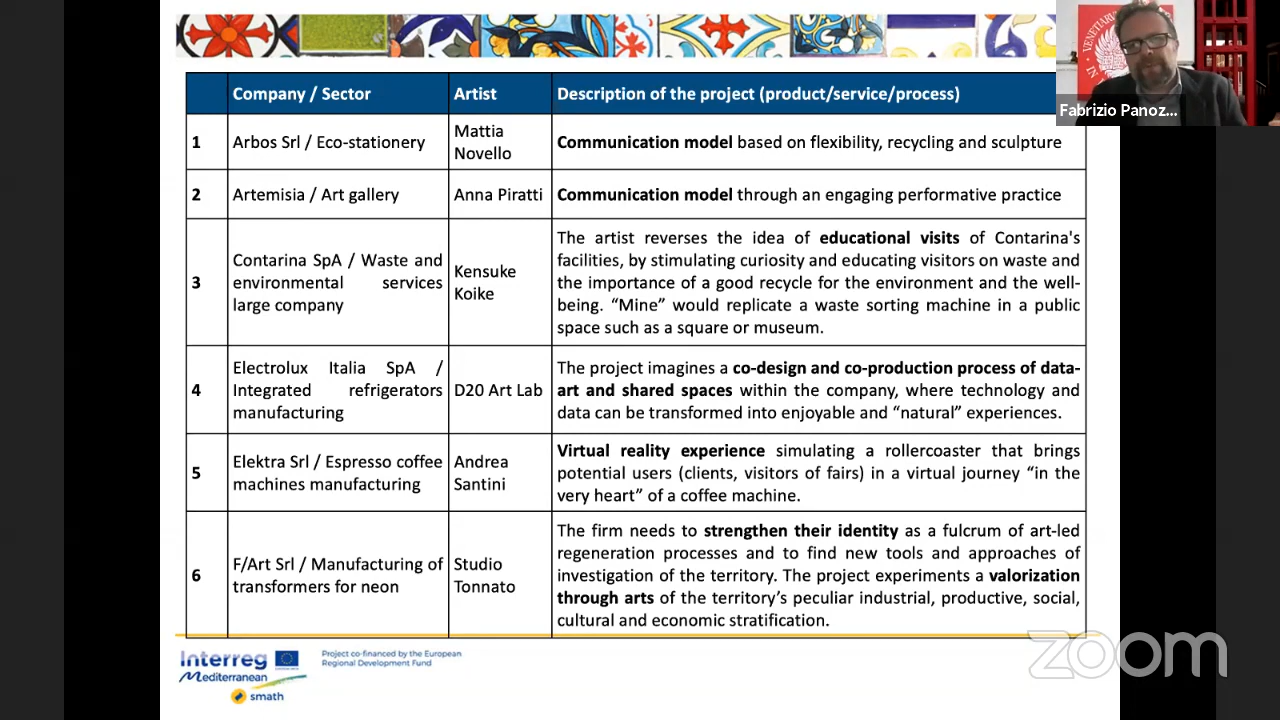 Company / Sector
Artist
Description of the project (product/service/process)
1
Arbos Srl / Eco-stationery
Mattia
Novello
Communication model based on flexibility, recycling and sculpture
2
Artemisia / Art gallery
Anna Piratti
Communication model through an engaging performative practice
3
Contarina SpA / Waste and
environmental services
large company
Kensuke
Koike
The artist reverses the idea of educational visits of Contarina's
facilities, by stimulating curiosity and educating visitors on waste and
the importance of a good recycle for the environment and the well-
being. “Mine” would replicate a waste sorting machine in a public
space such as a square or museum.
4
Electrolux Italia SpA /
Integrated refrigerators
manufacturing
D20 Art Lab
The project imagines a co-design and co-production process of data-
art and shared spaces within the company, where technology and
data can be transformed into enjoyable and “natural” experiences.
5
Elektra Srl / Espresso coffee
machines manufacturing
Andrea
Santini
Virtual reality experience simulating a rollercoaster that brings
potential users (clients, visitors of fairs) in a virtual journey “in the
very heart” of a coffee machine.
6
F/Art Srl / Manufacturing of
transformers for neon
Studio
Tonnato
The firm needs to strengthen their identity as a fulcrum of art-led
regeneration processes and to find new tools and approaches of
investigation of the territory. The project experiments a valorization
through arts of the territory’s peculiar industrial, productive, social,
cultural and economic stratification.
Interreg
Mediterranean
smath
Project co-financed by the European
Regional Development Fund
Fabrizio Panoz...
zoom